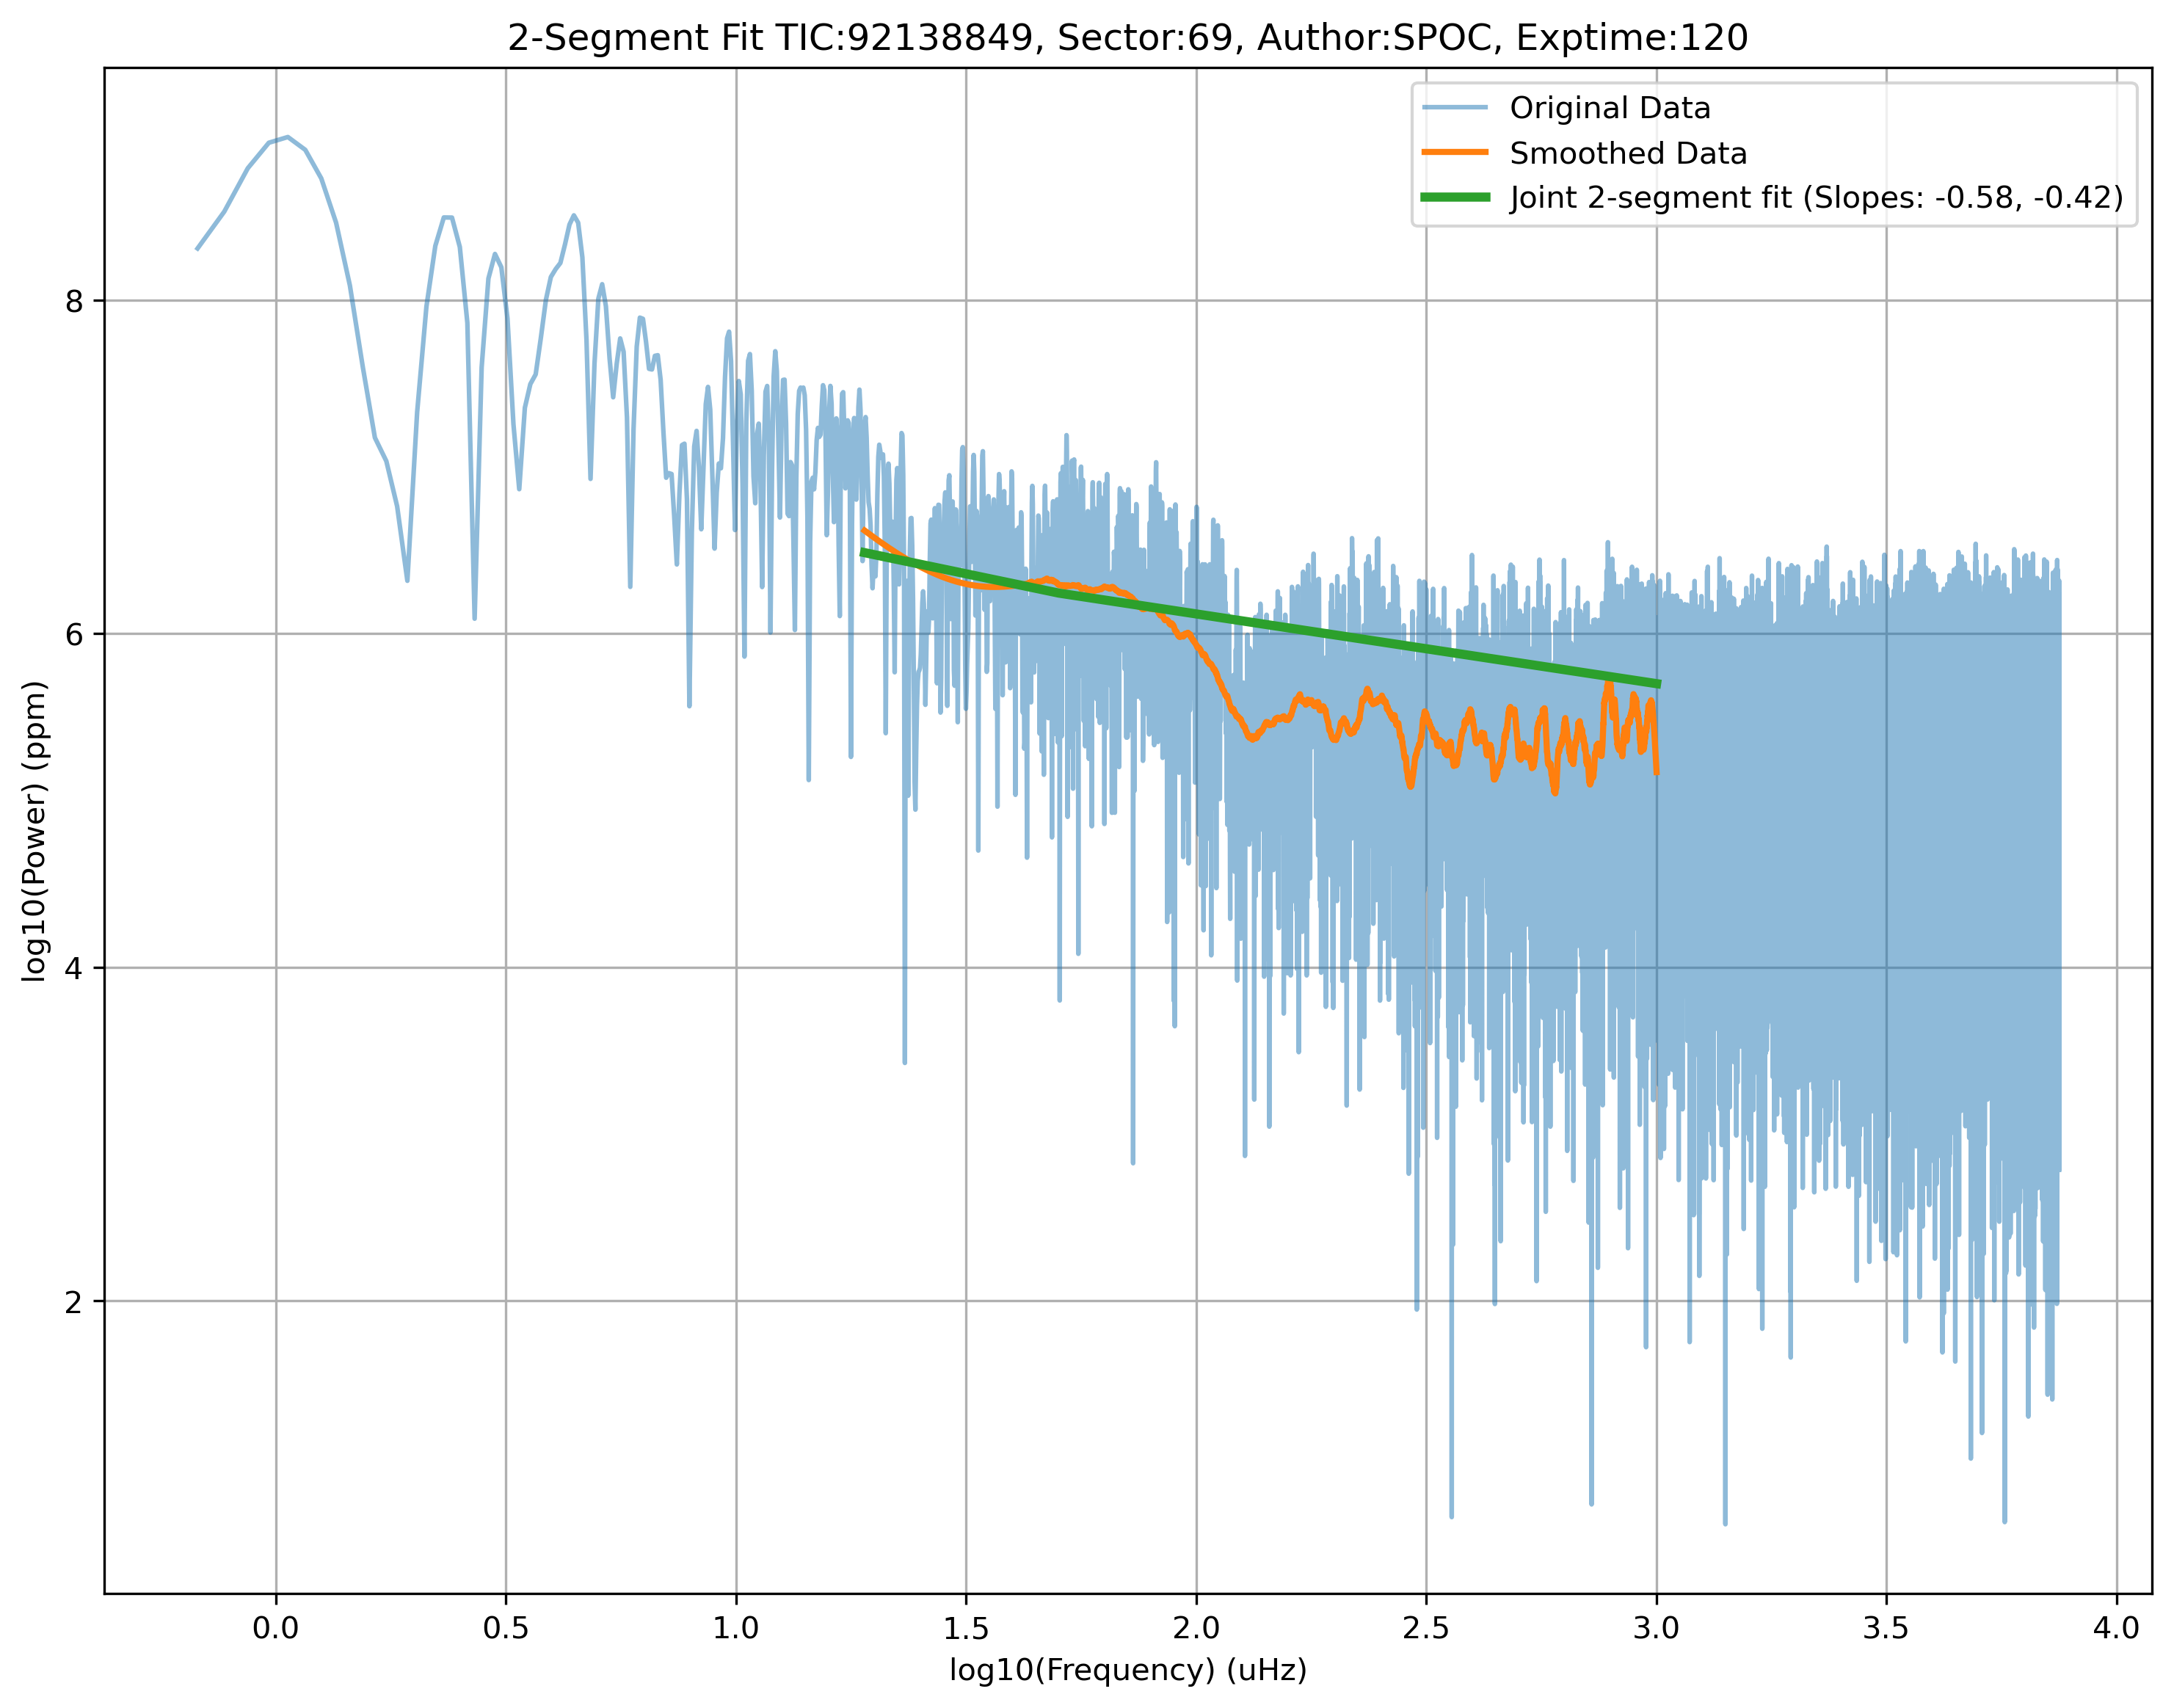 2-Segment Fit TIC:92138849, Sector:69, Author:SPOC, Exptime:120
Original Data
Smoothed Data
Joint 2-segment fit (Slopes: -0.58, -0.42)
log10(Power) (ppm)
8
6
4
2
0.0 0.5 1.0 1.5 2.0 2.5 3.0 3.5 4.0
log10(Frequency) (uHz)